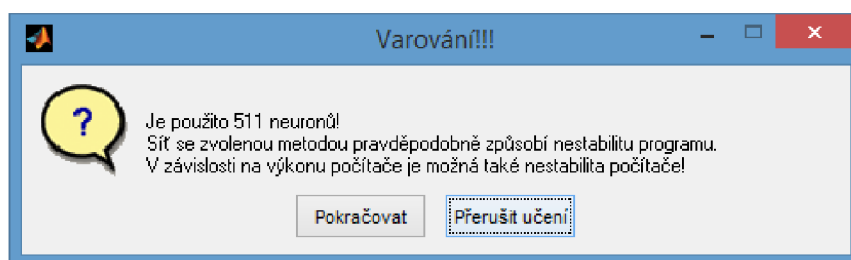 Varování!!!
?
Je použito 511 neuronů!
Síť se zvolenou metodou pravděpodobně způsobí nestabilitu programu.
V závislosti na výkonu počítače je možná také nestabilita počítače!
Pokračovat Přerušit učení